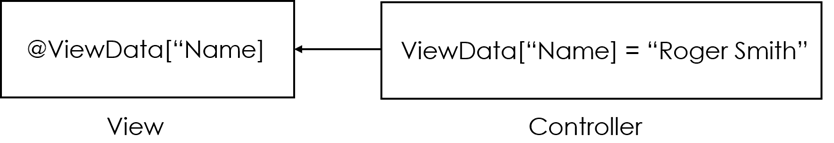 @ViewData[“Name]
ViewData[“Name] = “Roger Smith”
View
Controller